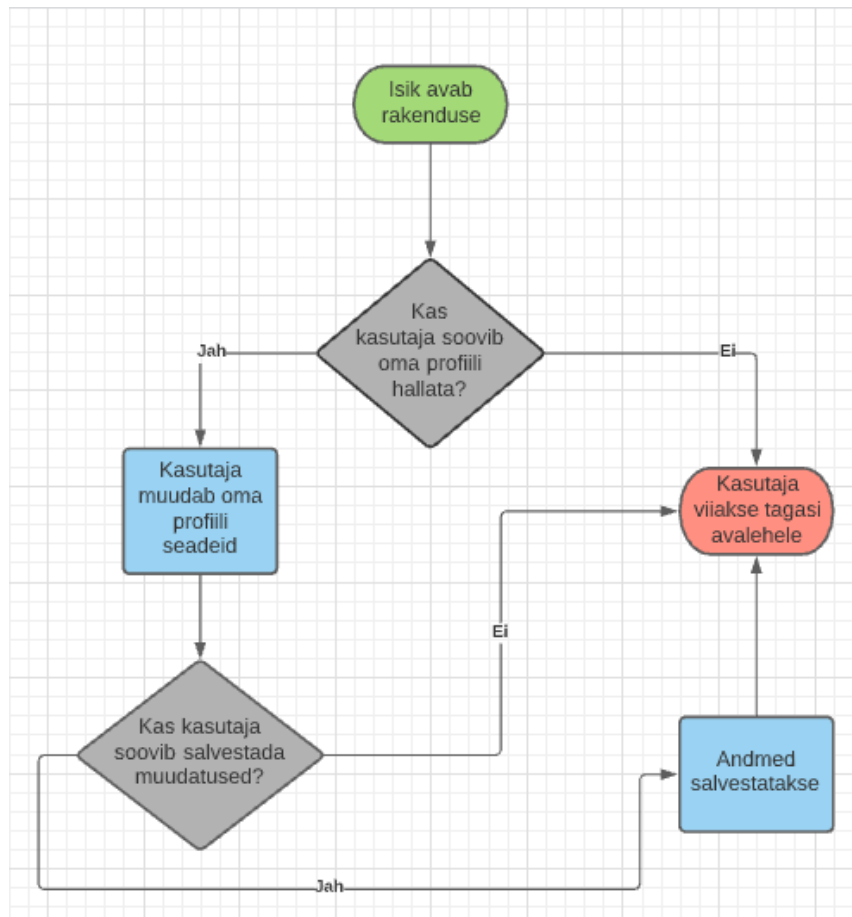 Isik avab
rakenduse
Kas
kasutaja soovib
oma profiili
hallata?
Jah
Ei
Kasutaja
muudab oma
profiili
seadeid
Kasutaja
viiakse tagasi
avalehele
Ei
Kas kasutaja
soovib salvestada
muudatused?
Andmed
salvestatakse
Jah